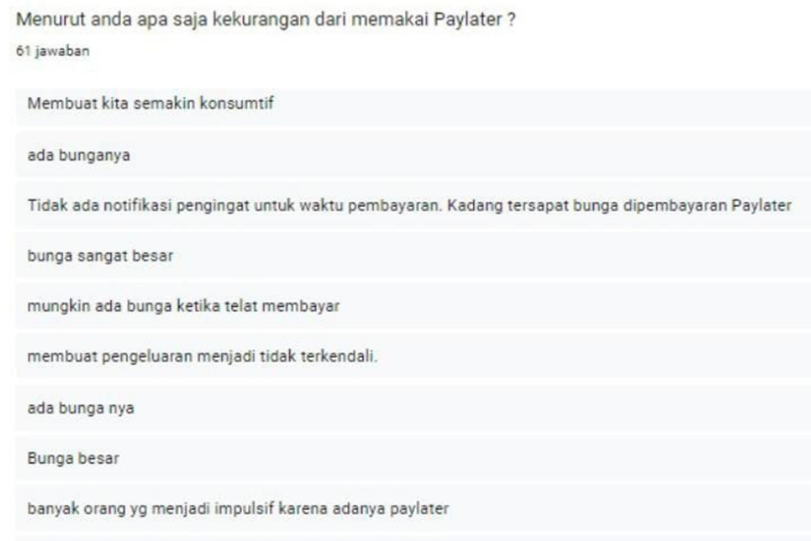 Menurut anda apa saja kekurangan dari memakai Paylater ?
61 jawaban
Membuat kita semakin konsumtif
ada bunganya
Tidak ada notifikasi pengingat untuk waktu pembayaran. Kadang tersapat bunga dipembayaran Paylater
bunga sangat besar
mungkin ada bunga ketika telat membayar
membuat pengeluaran menjadi tidak terkendali.
ada bunga nya
Bunga besar
banyak orang yg menjadi impulsif karena adanya paylater